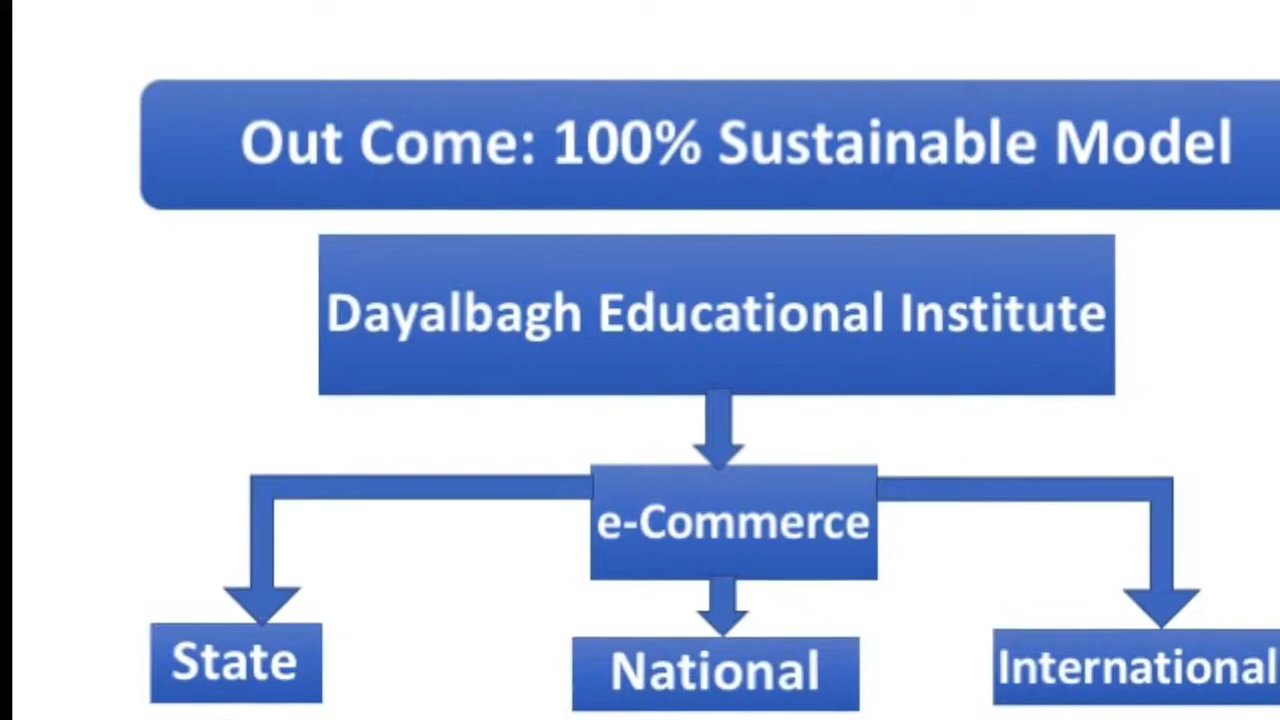 Out Come: 100% Sustainable Model
Dayalbagh Educational Institute
e-Commerce
State
National
International